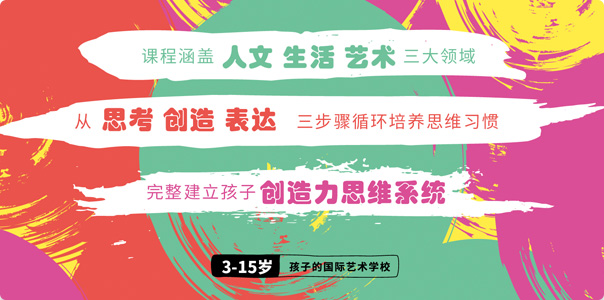 课程涵盖 人文 生活 艺术 三大领域
从 思考 创造 表达 三步骤循环培养思维习惯
完整建立孩子创造力思维系统
3-15岁 孩子的国际艺术学校